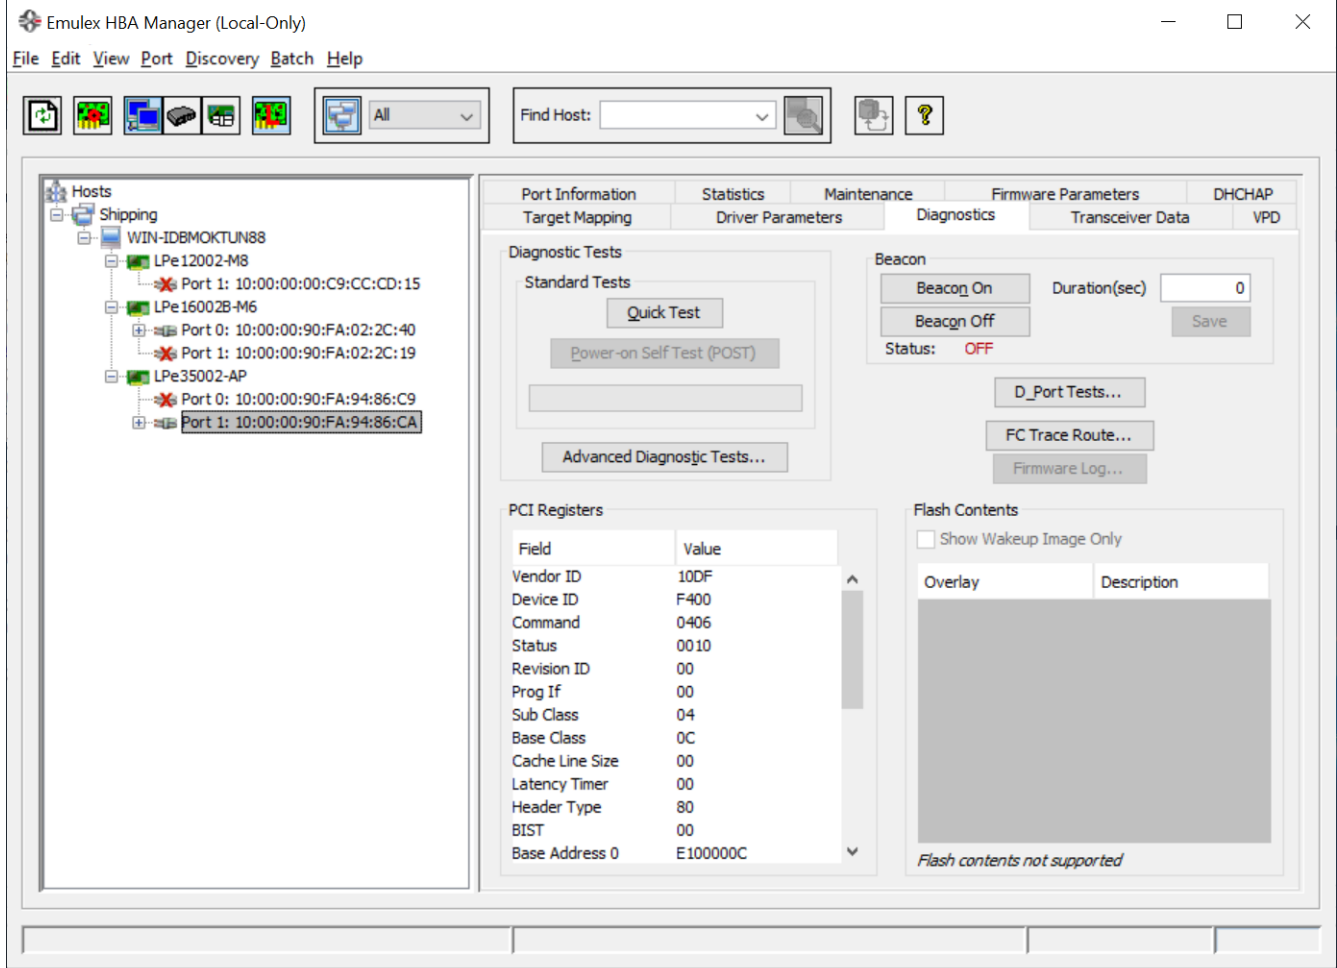 Emulex HBA Manager (Local-Only)
File Edit View Port Discovery Batch Help
All
Find Host:
Hosts
Shipping
WIN-IDBMOKTUN88
LPe12002-M8
Port 1: 10:00:00:00:C9:CC:CD:15
LPe16002B-M6
Port 0: 10:00:00:90:FA:02:2C:40
Port 1: 10:00:00:90:FA:02:2C:19
LPe35002-AP
Port 0: 10:00:00:90:FA:94:86:C9
Port 1: 10:00:00:90:FA:94:86:CA
Port Information Statistics Maintenance Firmware Parameters DHCHAP
Target Mapping Driver Parameters Diagnostics Transceiver Data VPD
Diagnostic Tests
Standard Tests
Quick Test
Power-on Self Test (POST)
Advanced Diagnostic Tests...
Beacon
Beacon On Duration(sec) 0
Beacon Off Save
Status: OFF
D_Port Tests...
FC Trace Route...
Firmware Log...
PCI Registers
Field Value
Vendor ID 10DF
Device ID F400
Command 0406
Status 0010
Revision ID 00
Prog If 00
Sub Class 04
Base Class 0C
Cache Line Size 00
Latency Timer 00
Header Type 80
BIST 00
Base Address 0 E100000C
Flash Contents
Show Wakeup Image Only
Overlay Description
Flash contents not supported